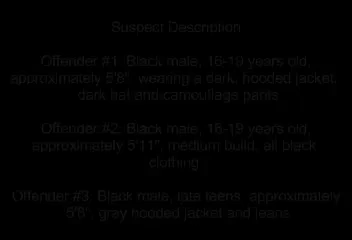 Suspect Description
Offender #1: Black male, 16-19 years old,
approximately 5'8", wearing a dark, hooded jacket,
dark hat and camouflage pants
Offender #2: Black male, 16-19 years old,
approximately 5'11", medium build, all black
clothing
Offender #3: Black male, late teens, approximately
5'8", gray hooded jacket and jeans